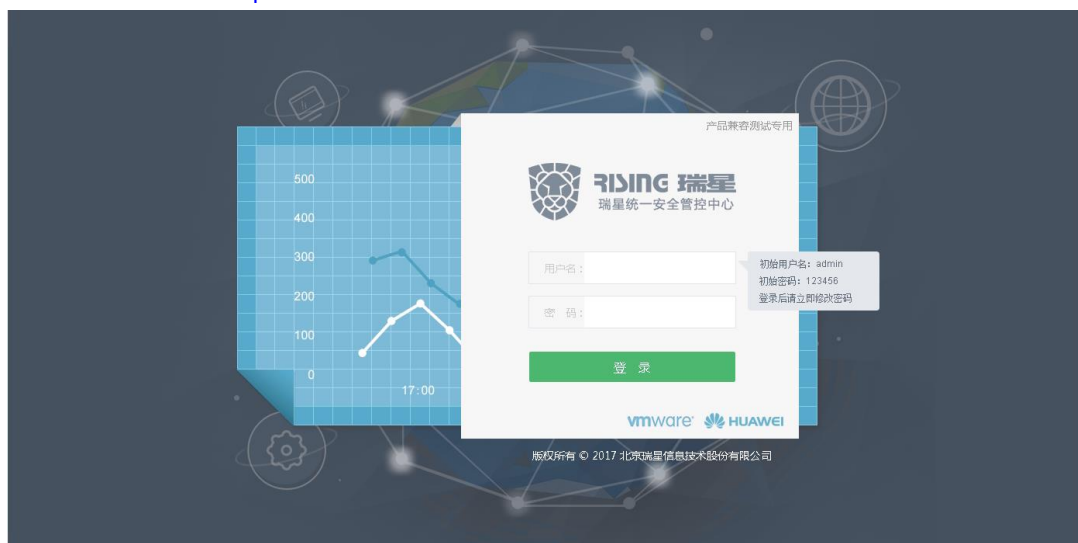 产品兼容测试专用
RISING 瑞星
瑞星统一安全管控中心
500
400
300
200
100
0
17:00
用户名：
初始用户名：admin
初始密码：123456
登录后请立即修改密码
密 码：
登 录
vmware HUAWEI
版权所有 © 2017 北京瑞星信息技术股份有限公司